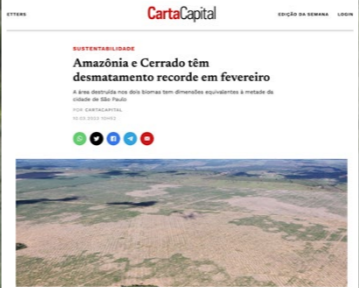 ETTERS
CartaCapital
EDIÇÃO DA SEMANA
LOGIN
SUSTENTABILIDADE
Amazônia e Cerrado têm
desmatamento recorde em fevereiro
A área destruída nos dois biomas tem dimensões equivalentes à metade da
cidade de São Paulo
POR CARTACAPITAL